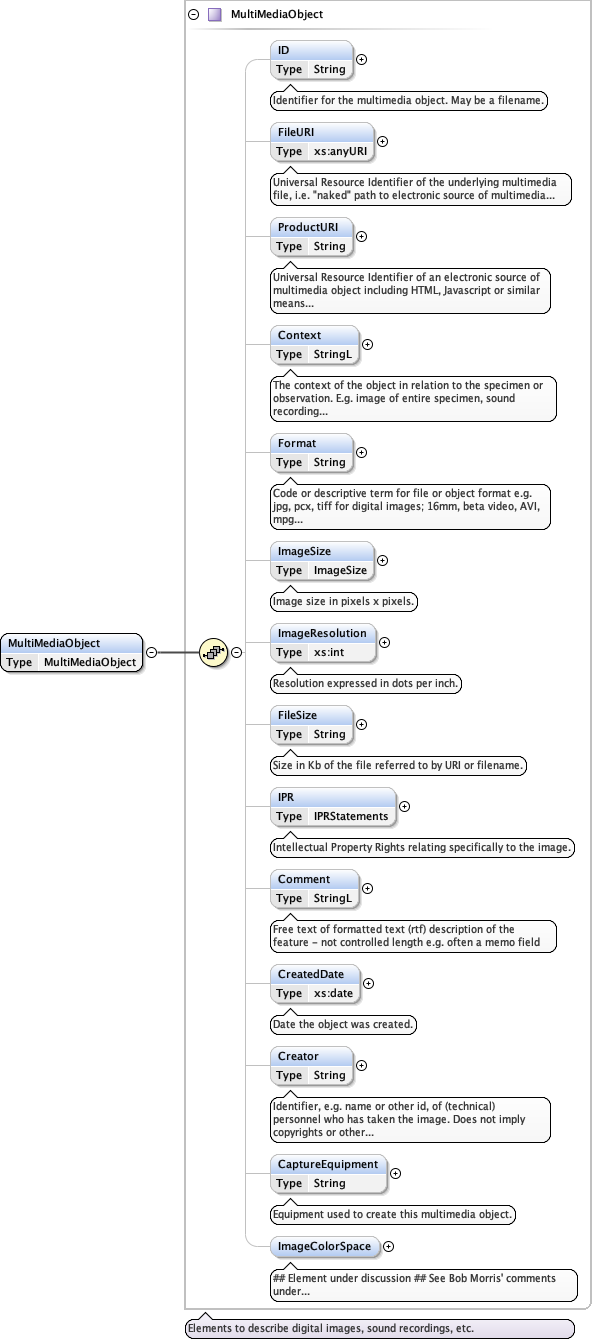 MultiMediaObject
ID
Type String
Identifier for the multimedia object. May be a filename.
FileURI
Type xs:anyURI
Universal Resource Identifier of the underlying multimedia
file, i.e. "naked" path to electronic source of multimedia...
ProductURI
Type String
Universal Resource Identifier of an electronic source of
multimedia object including HTML, Javascript or similar
means...
Context
Type StringL
The context of the object in relation to the specimen or
observation. E.g. image of entire specimen, sound
recording...
Format
Type String
Code or descriptive term for file or object format e.g.
jpg, pcx, tiff for digital images; 16mm, beta video, AVI,
mpg...
ImageSize
Type ImageSize
Image size in pixels x pixels.
MultiMediaObject
Type MultiMediaObject
ImageResolution
Type xs:int
Resolution expressed in dots per inch.
FileSize
Type String
Size in Kb of the file referred to by URI or filename.
IPR
Type IPRStatements
Intellectual Property Rights relating specifically to the image.
Comment
Type StringL
Free text of formatted text (rtf) description of the
feature - not controlled length e.g. often a memo field
CreatedDate
Type xs:date
Date the object was created.
Creator
Type String
Identifier, e.g. name or other id, of (technical)
personnel who has taken the image. Does not imply
copyrights or other...
CaptureEquipment
Type String
Equipment used to create this multimedia object.
ImageColorSpace
## Element under discussion ## See Bob Morris' comments
under...
Elements to describe digital images, sound recordings, etc.